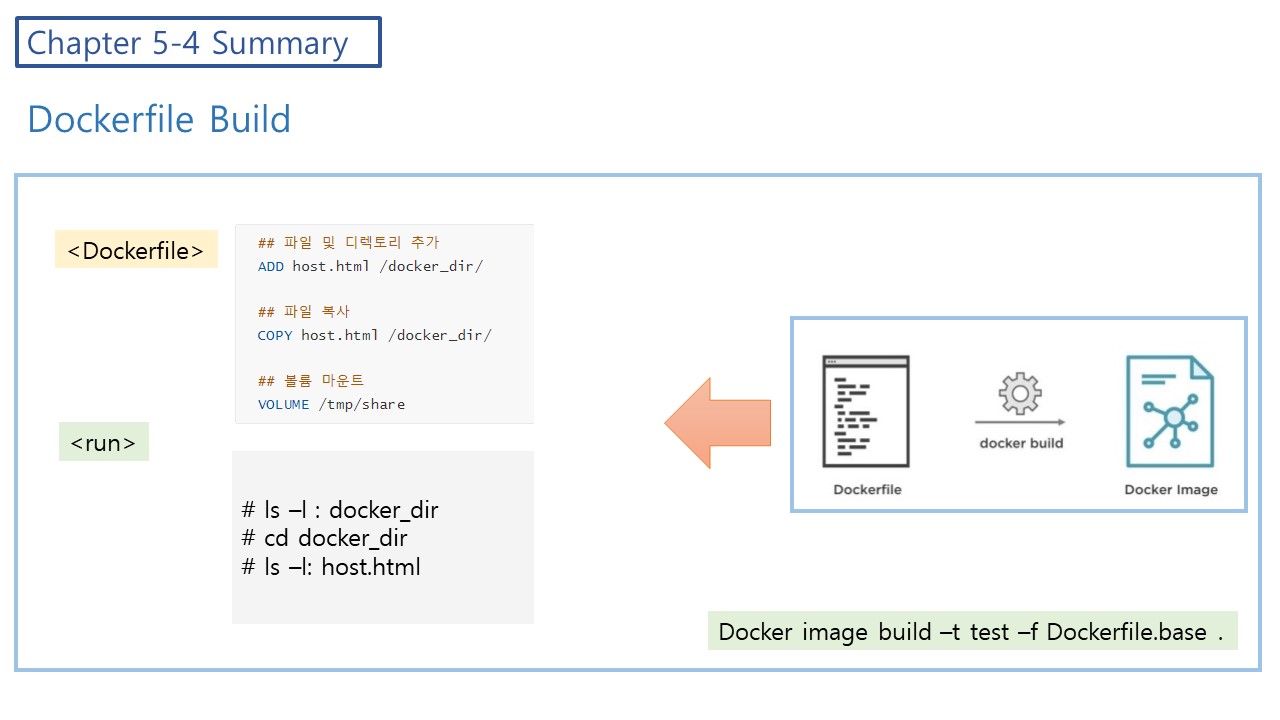 Chapter 5-4 Summary
Dockerfile Build
<Dockerfile>
## 파일 및 디렉토리 추가
ADD host.html /docker_dir/
## 파일 복사
COPY host.html /docker_dir/
## 볼륨 마운트
VOLUME /tmp/share
<run>
# ls –l : docker_dir
# cd docker_dir
# ls –l: host.html
docker build
Dockerfile
Docker Image
Docker image build –t test –f Dockerfile.base .